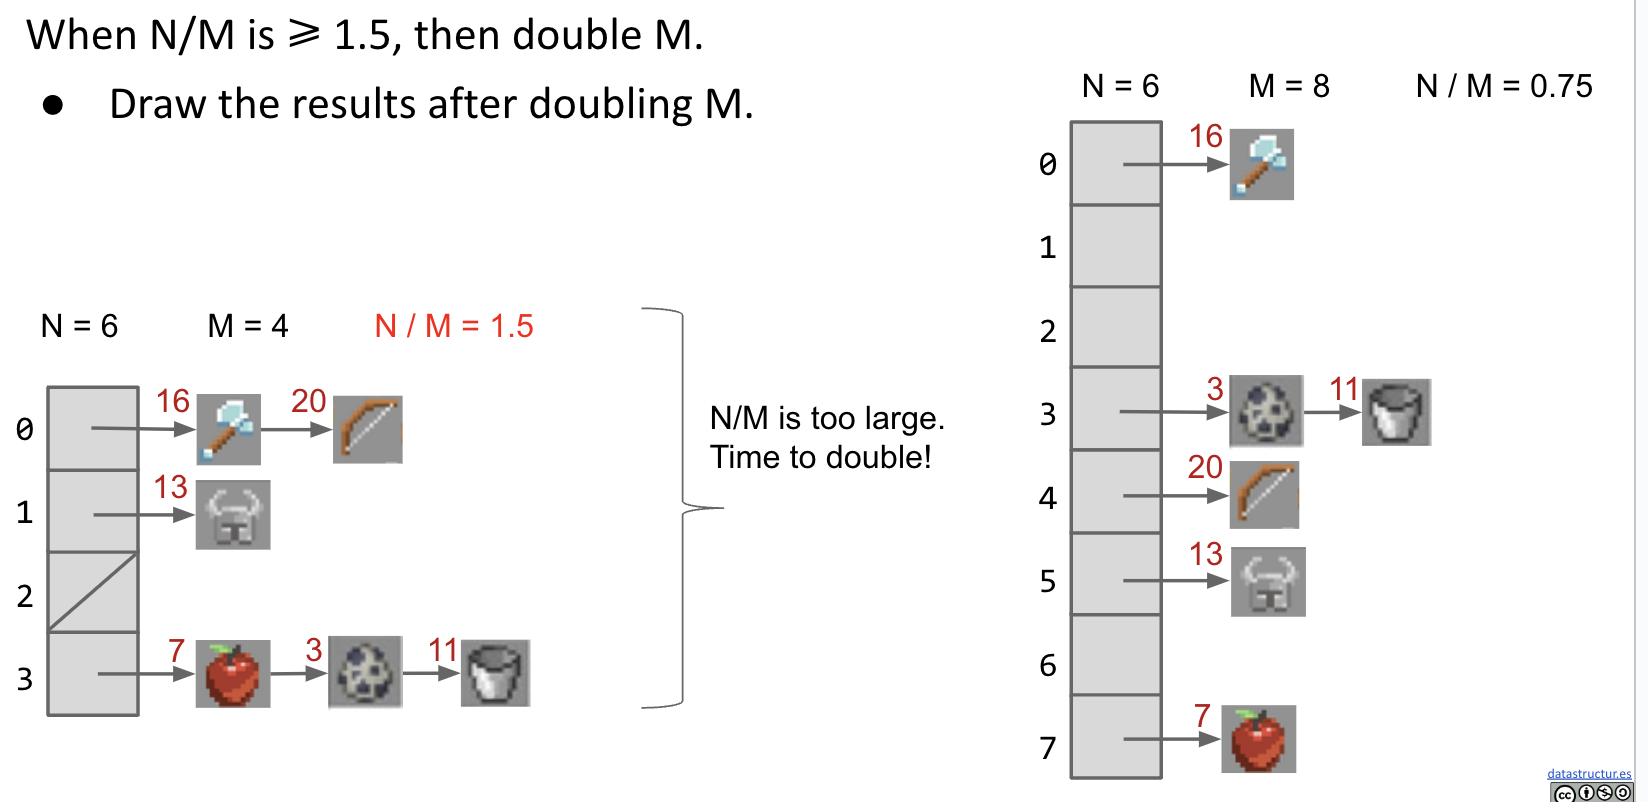 When N/M is ⩾ 1.5, then double M.
● Draw the results after doubling M.
N = 6 M = 4 N / M = 1.5
0 16 20
1 13
2
3 7 3 11
N/M is too large.
Time to double!
N = 6 M = 8 N / M = 0.75
0 16
1
2
3 3 11
4 20
5 13
6
7 7
datastructur.es
cc